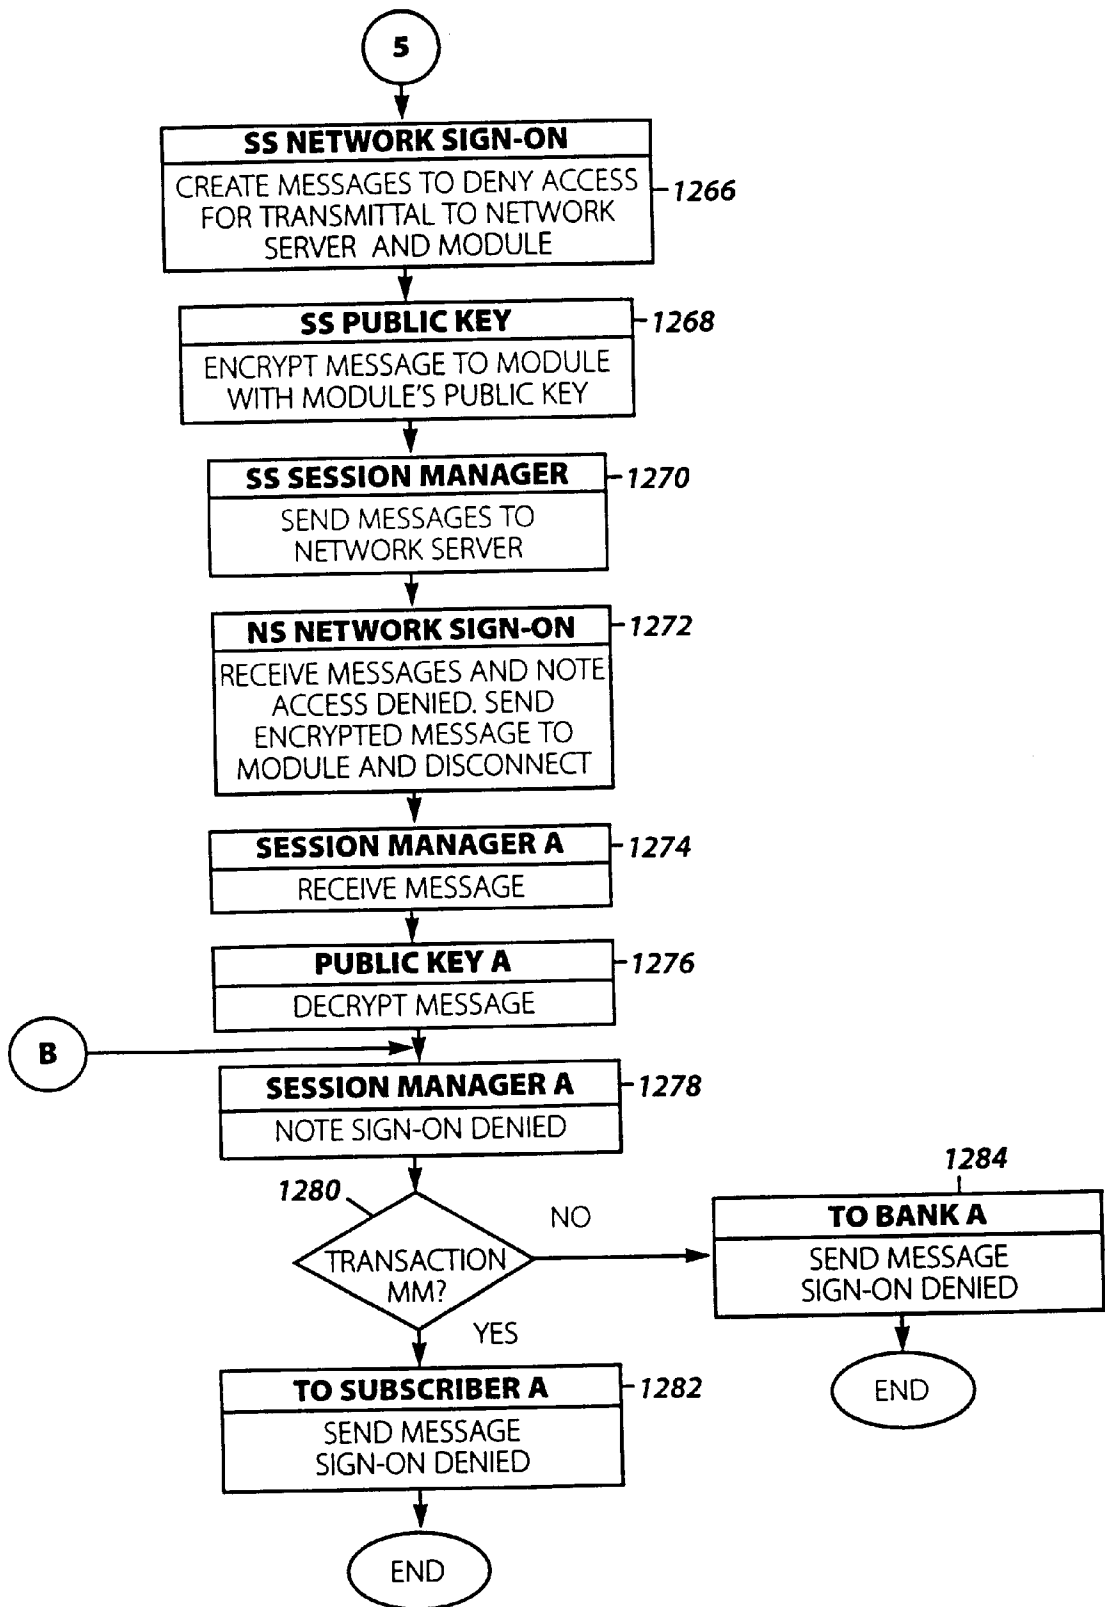 5
SS NETWORK SIGN-ON
CREATE MESSAGES TO DENY ACCESS
FOR TRANSMITTAL TO NETWORK
SERVER AND MODULE
1266
SS PUBLIC KEY
1268
ENCRYPT MESSAGE TO MODULE
WITH MODULE'S PUBLIC KEY
SS SESSION MANAGER
1270
SEND MESSAGES TO
NETWORK SERVER
NS NETWORK SIGN-ON
1272
RECEIVE MESSAGES AND NOTE
ACCESS DENIED. SEND
ENCRYPTED MESSAGE TO
MODULE AND DISCONNECT
SESSION MANAGER A
1274
RECEIVE MESSAGE
PUBLIC KEY A
1276
DECRYPT MESSAGE
B
SESSION MANAGER A
1278
NOTE SIGN-ON DENIED
1280
TRANSACTION
MM?
NO
YES
1284
TO BANK A
SEND MESSAGE
SIGN-ON DENIED
END
TO SUBSCRIBER A
1282
SEND MESSAGE
SIGN-ON DENIED
END